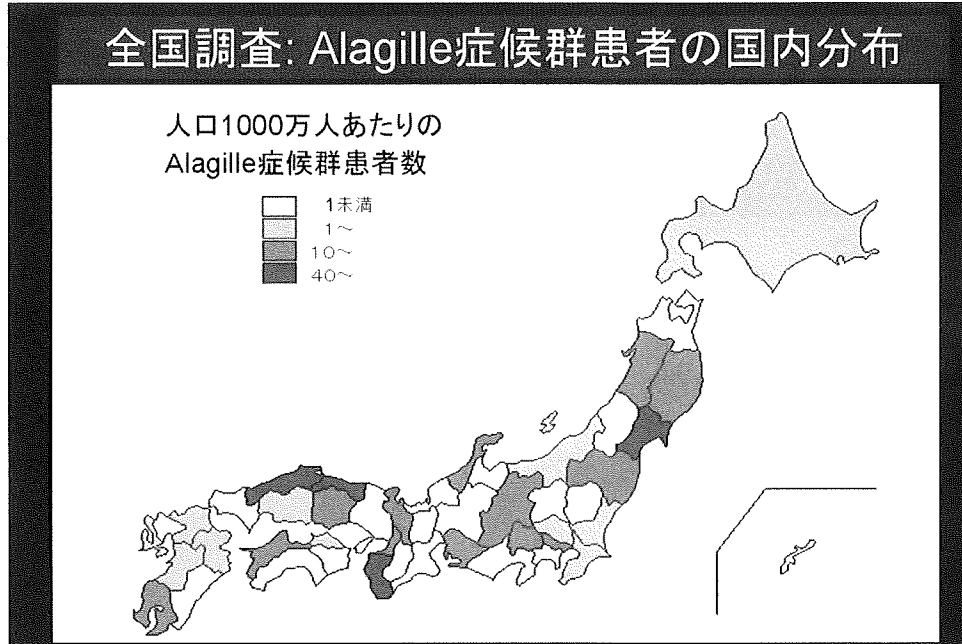 全国調査: Alagille症候群患者の国内分布
人口1000万人あたりの
Alagille症候群患者数
1未満
1～
10～
40～